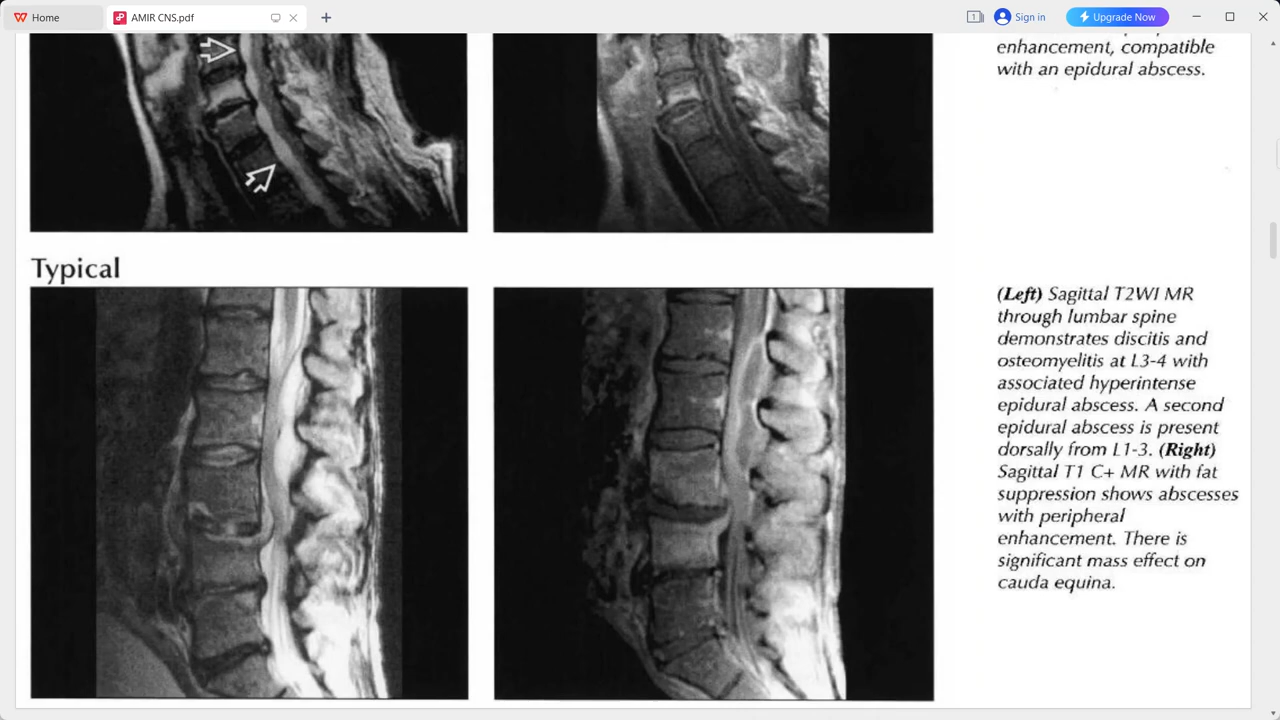 Home
AMIR CNS.pdf
1
Sign in
Upgrade Now
enhancement, compatible
with an epidural abscess.
Typical
(Left) Sagittal T2WI MR
through lumbar spine
demonstrates discitis and
osteomyelitis at L3-4 with
associated hyperintense
epidural abscess. A second
epidural abscess is present
dorsally from L1-3. (Right)
Sagittal T1 C+ MR with fat
suppression shows abscesses
with peripheral
enhancement. There is
significant mass effect on
cauda equina.